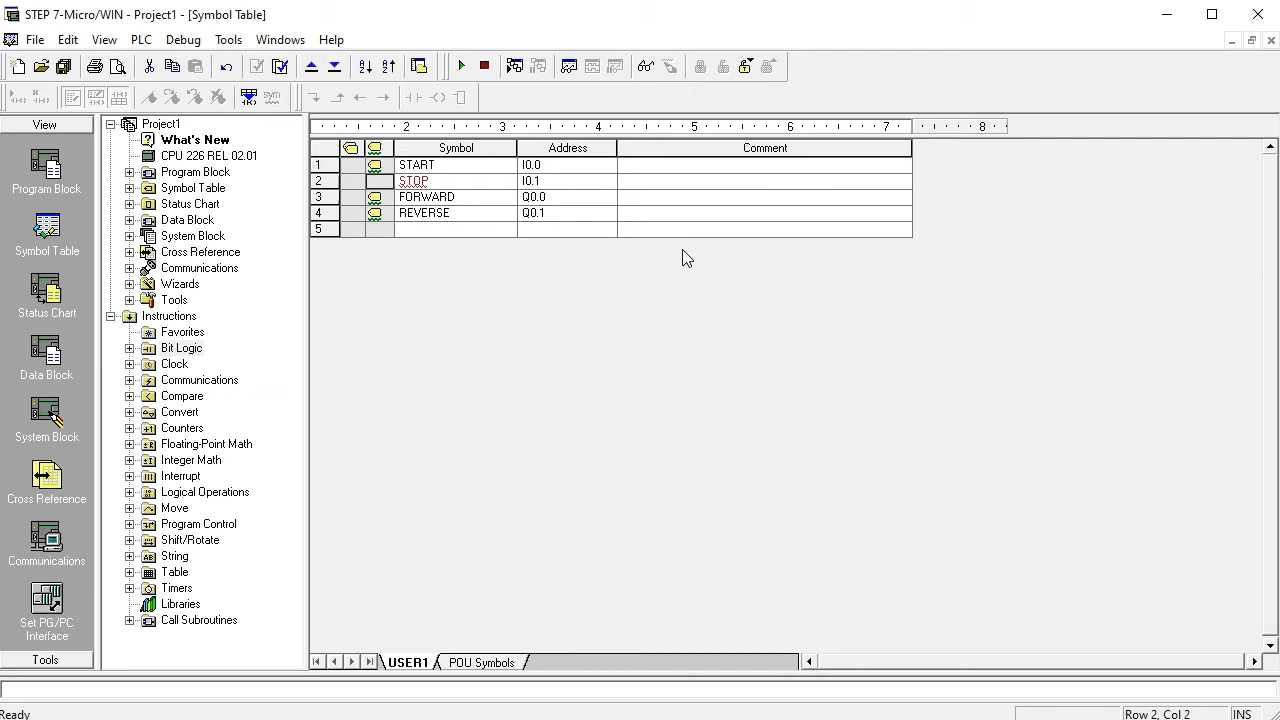 STEP 7-Micro/WIN - Project1 - [Symbol Table]
File Edit View PLC Debug Tools Windows Help
View
Program Block
Symbol Table
Status Chart
Data Block
System Block
Cross Reference
Communications
Set PG/PC
Interface
Tools
Project1
What's New
CPU 226 REL 02.01
Program Block
Symbol Table
Status Chart
Data Block
System Block
Cross Reference
Communications
Wizards
Tools
Instructions
Favorites
Bit Logic
Clock
Communications
Compare
Convert
Counters
Floating-Point Math
Integer Math
Interrupt
Logical Operations
Move
Program Control
Shift/Rotate
String
Table
Timers
Libraries
Call Subroutines
2 3 4 5 6 7 8
Symbol Address Comment
1 START I0.0
2 STOP I0.1
3 FORWARD Q0.0
4 REVERSE Q0.1
5
USER1 POU Symbols
Ready Row 2, Col 2 INS